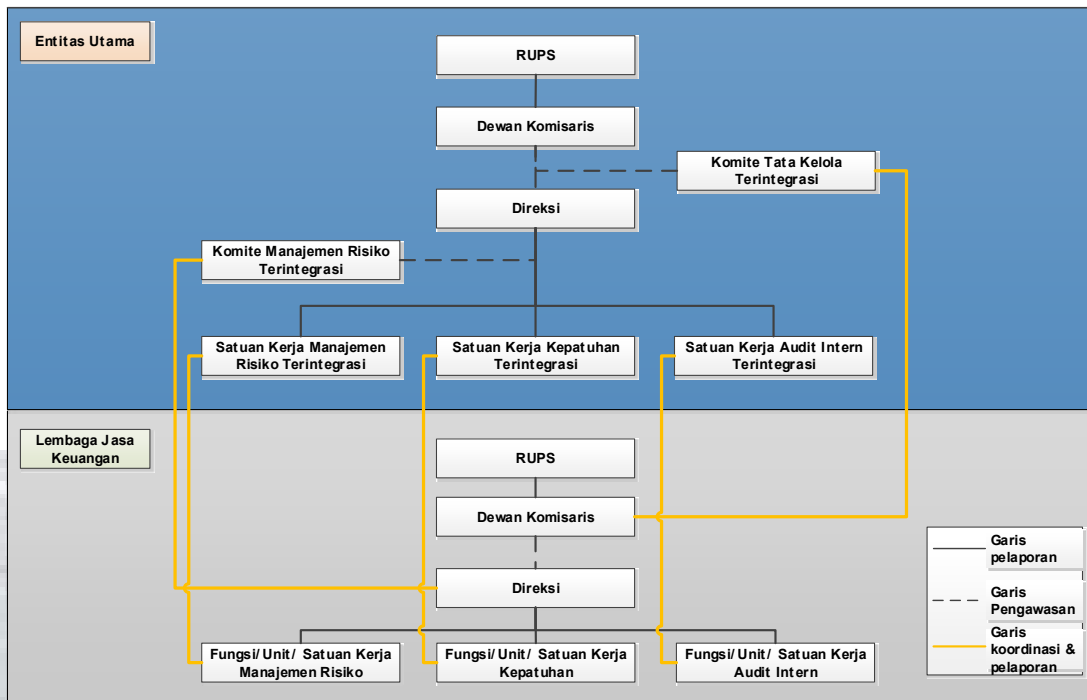 Entitas Utama
RUPS
Dewan Komisaris
Komite Tata Kelola
Terintegrasi
Direksi
Komite Manajemen Risiko
Terintegrasi
Satuan Kerja Manajemen
Risiko Terintegrasi
Satuan Kerja Kepatuhan
Terintegrasi
Satuan Kerja Audit Intern
Terintegrasi
Lembaga Jasa
Keuangan
RUPS
Dewan Komisaris
Direksi
Fungsi/ Unit/ Satuan Kerja
Manajemen Risiko
Fungsi/ Unit/ Satuan Kerja
Kepatuhan
Fungsi/ Unit/ Satuan Kerja
Audit Intern
Garis
pelaporan
Garis
Pengawasan
Garis
koordinasi &
pelaporan